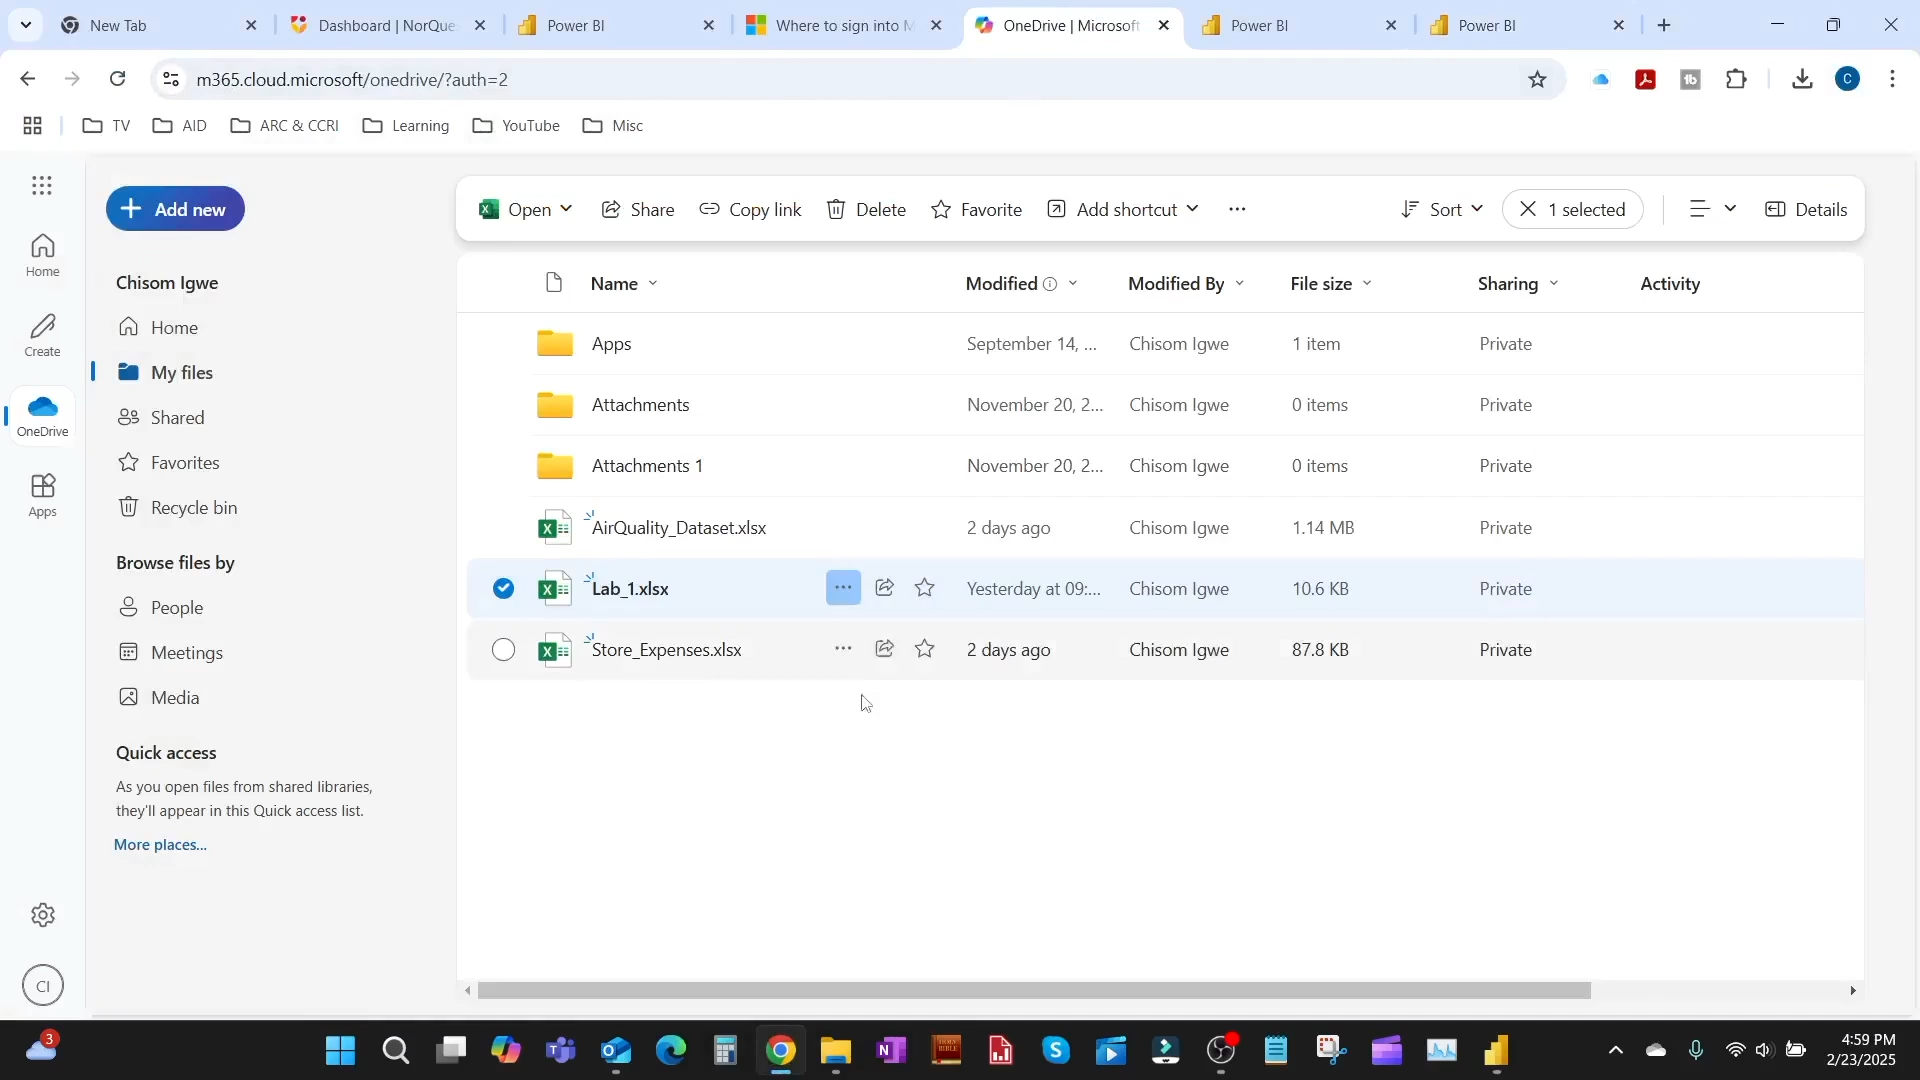 New Tab
Dashboard | NorQue
Power BI
Where to sign into M
OneDrive | Microsoft
Power BI
Power BI
m365.cloud.microsoft/onedrive/?auth=2
C
TV
AID
ARC & CCRI
Learning
YouTube
Misc
Add new
Open
Share
Copy link
Delete
Favorite
Add shortcut
Sort
1 selected
Details
Home
Create
OneDrive
Apps
CI
Chisom Igwe
Home
My files
Shared
Favorites
Recycle bin
Browse files by
People
Meetings
Media
Quick access
As you open files from shared libraries,
they'll appear in this Quick access list.
More places...
Name Modified Modified By File size Sharing Activity
Apps September 14, ... Chisom Igwe 1 item Private
Attachments November 20, 2... Chisom Igwe 0 items Private
Attachments 1 November 20, 2... Chisom Igwe 0 items Private
AirQuality_Dataset.xlsx 2 days ago Chisom Igwe 1.14 MB Private
Lab_1.xlsx Yesterday at 09:... Chisom Igwe 10.6 KB Private
Store_Expenses.xlsx 2 days ago Chisom Igwe 87.8 KB Private
3
4:59 PM
2/23/2025